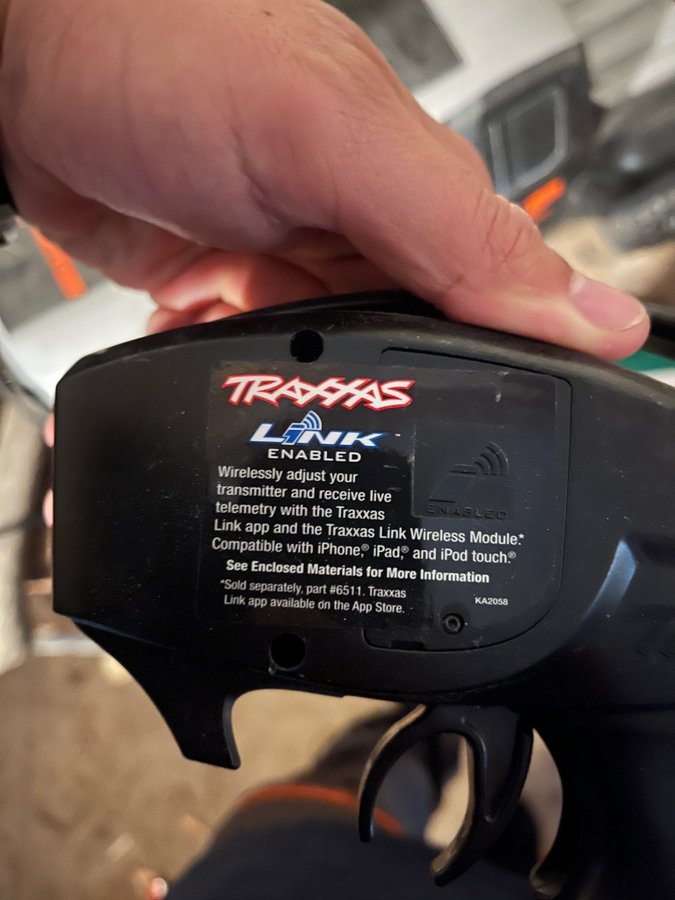 TRAXXAS
LINK
ENABLED
Wirelessly adjust your
transmitter and receive live
telemetry with the Traxxas
Link app and the Traxxas Link Wireless Module.*
Compatible with iPhone,® iPad,® and iPod touch.®
See Enclosed Materials for More Information
*Sold separately, part #6511. Traxxas
Link app available on the App Store.
KA2058
ENABLED